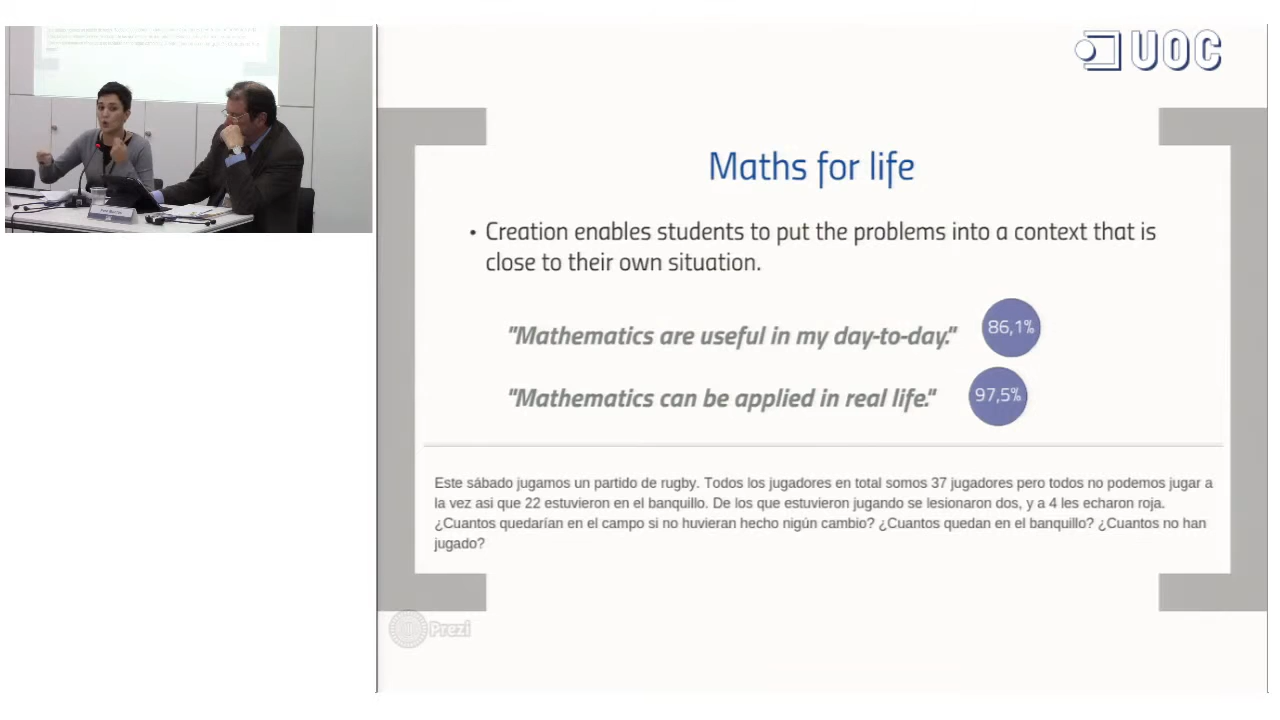 UOC
Maths for life
• Creation enables students to put the problems into a context that is
close to their own situation.
"Mathematics are useful in my day-to-day."
86,1%
"Mathematics can be applied in real life."
97,5%
Este sábado jugamos un partido de rugby. Todos los jugadores en total somos 37 jugadores pero todos no podemos jugar a
la vez asi que 22 estuvieron en el banquillo. De los que estuvieron jugando se lesionaron dos, y a 4 les echaron roja.
¿Cuantos quedarían en el campo si no huvieran hecho nigún cambio? ¿Cuantos quedan en el banquillo? ¿Cuantos no han
jugado?
Prezi